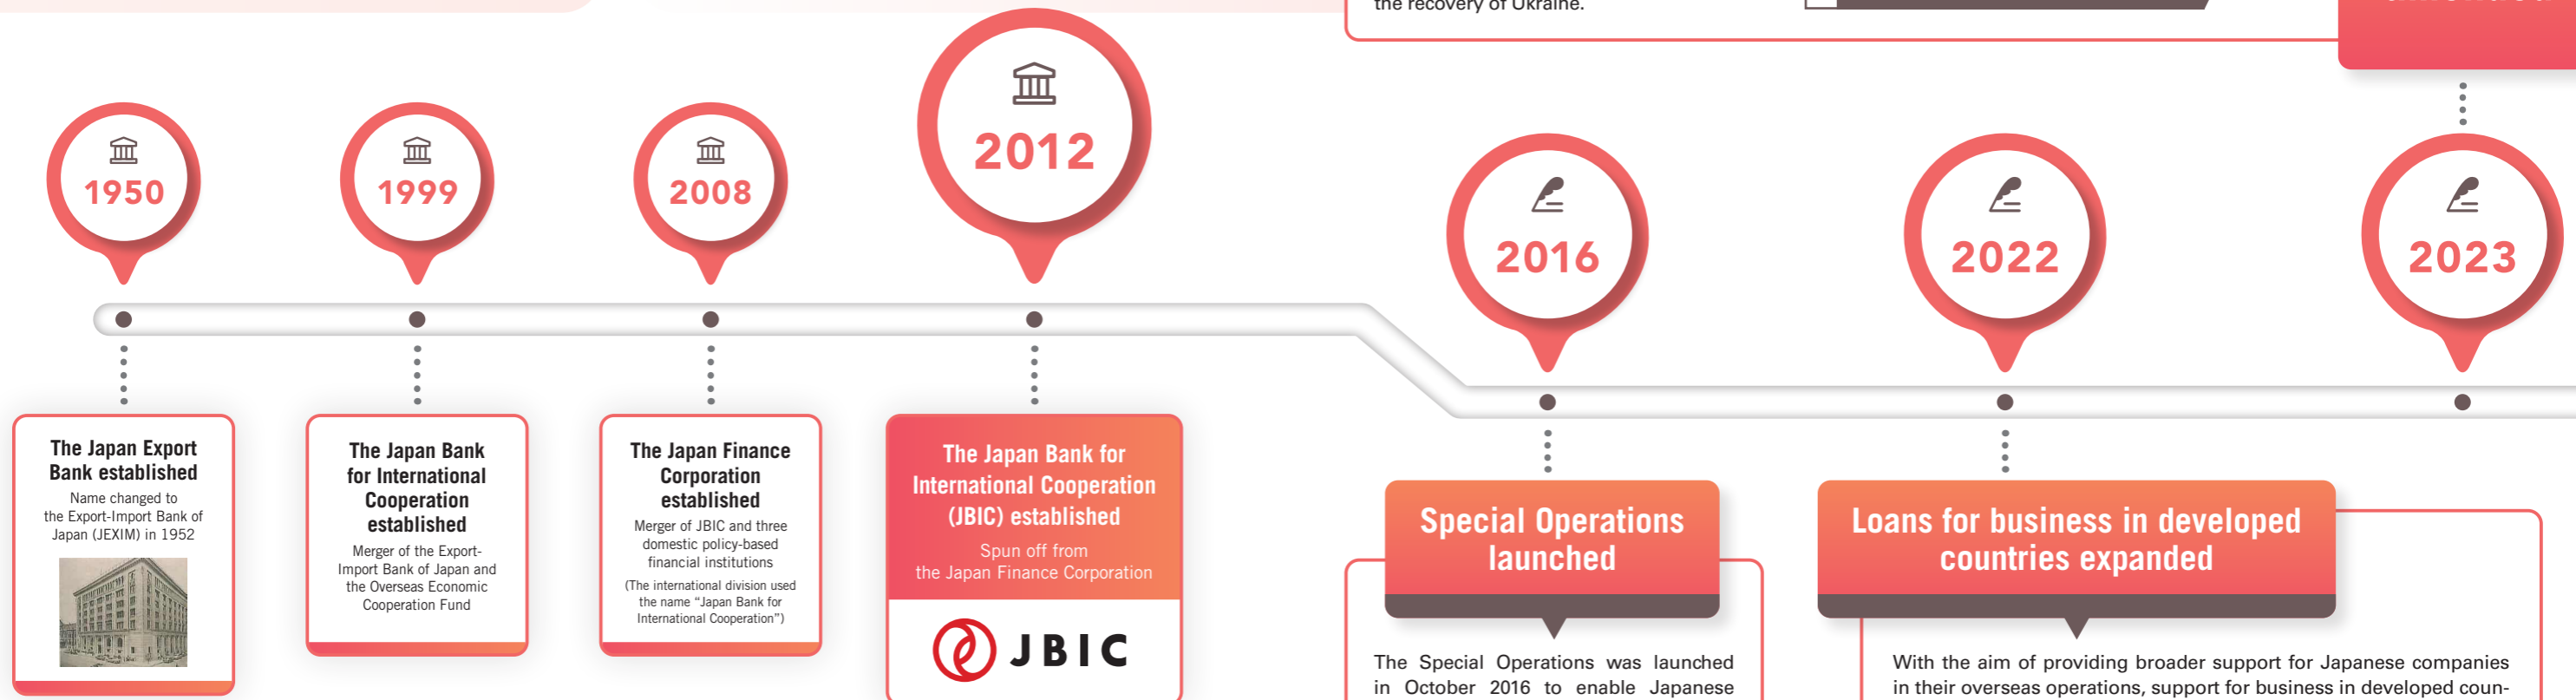 the recovery of Ukraine.
1950
1999
2008
2012
2016
2022
2023
The Japan Export
Bank established
Name changed to
the Export-Import Bank of
Japan (JEXIM) in 1952
The Japan Bank
for International
Cooperation
established
Merger of the Export-
Import Bank of Japan and
the Overseas Economic
Cooperation Fund
The Japan Finance
Corporation
established
Merger of JBIC and three
domestic policy-based
financial institutions
(The international division used
the name “Japan Bank for
International Cooperation”)
The Japan Bank for
International Cooperation
(JBIC) established
Spun off from
the Japan Finance Corporation
JBIC
Special Operations
launched
The Special Operations was launched
in October 2016 to enable Japanese
Loans for business in developed
countries expanded
With the aim of providing broader support for Japanese companies
in their overseas operations, support for business in developed coun-